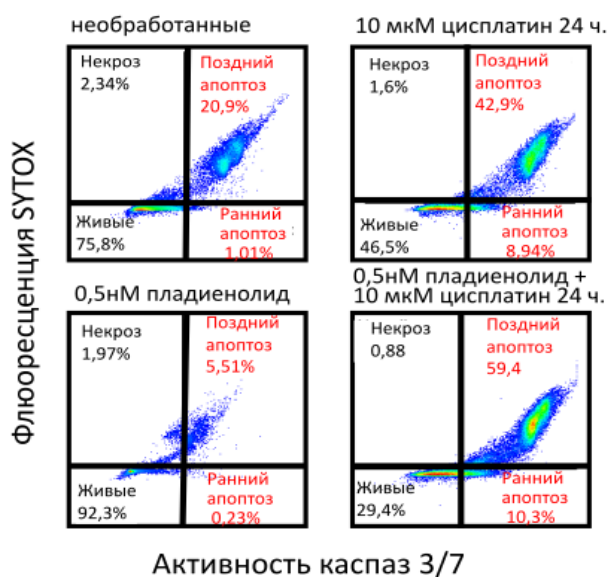 необработанные
10 мкМ цисплатин 24 ч.
Некроз
2,34%
Поздний
апоптоз
20,9%
Живые
75,8%
Ранний
апоптоз
1,01%
Некроз
1,6%
Поздний
апоптоз
42,9%
Живые
46,5%
Ранний
апоптоз
8,94%
0,5нМ пладиенолид
0,5нМ пладиенолид +
10 мкМ цисплатин 24 ч.
Некроз
1,97%
Поздний
апоптоз
5,51%
Живые
92,3%
Ранний
апоптоз
0,23%
Некроз
0,88
Поздний
апоптоз
59,4
Живые
29,4%
Ранний
апоптоз
10,3%
Флюоресценция SYTOX
Активность каспаз 3/7